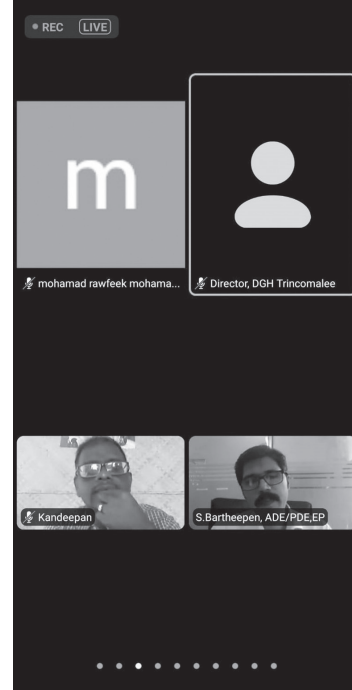 REC LIVE
m
mohamad rawfeek mohama...
Director, DGH Trincomalee
Kandeepan
S.Bartheepen, ADE/PDE,EP